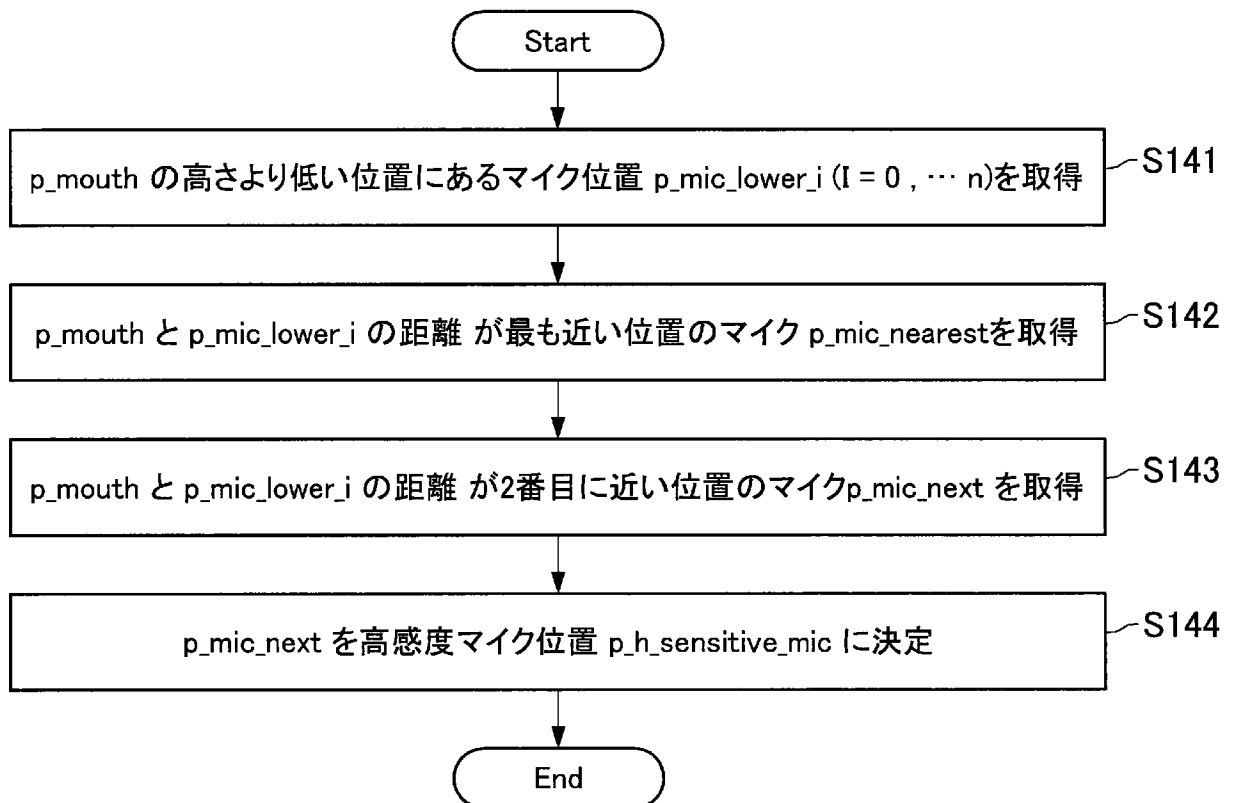 Start
p_mouth の高さより低い位置にあるマイク位置 p_mic_lower_i (I = 0 , ··· n)を取得
S141
p_mouth と p_mic_lower_i の距離 が最も近い位置のマイク p_mic_nearestを取得
S142
p_mouth と p_mic_lower_i の距離 が2番目に近い位置のマイクp_mic_next を取得
S143
p_mic_next を高感度マイク位置 p_h_sensitive_mic に決定
S144
End